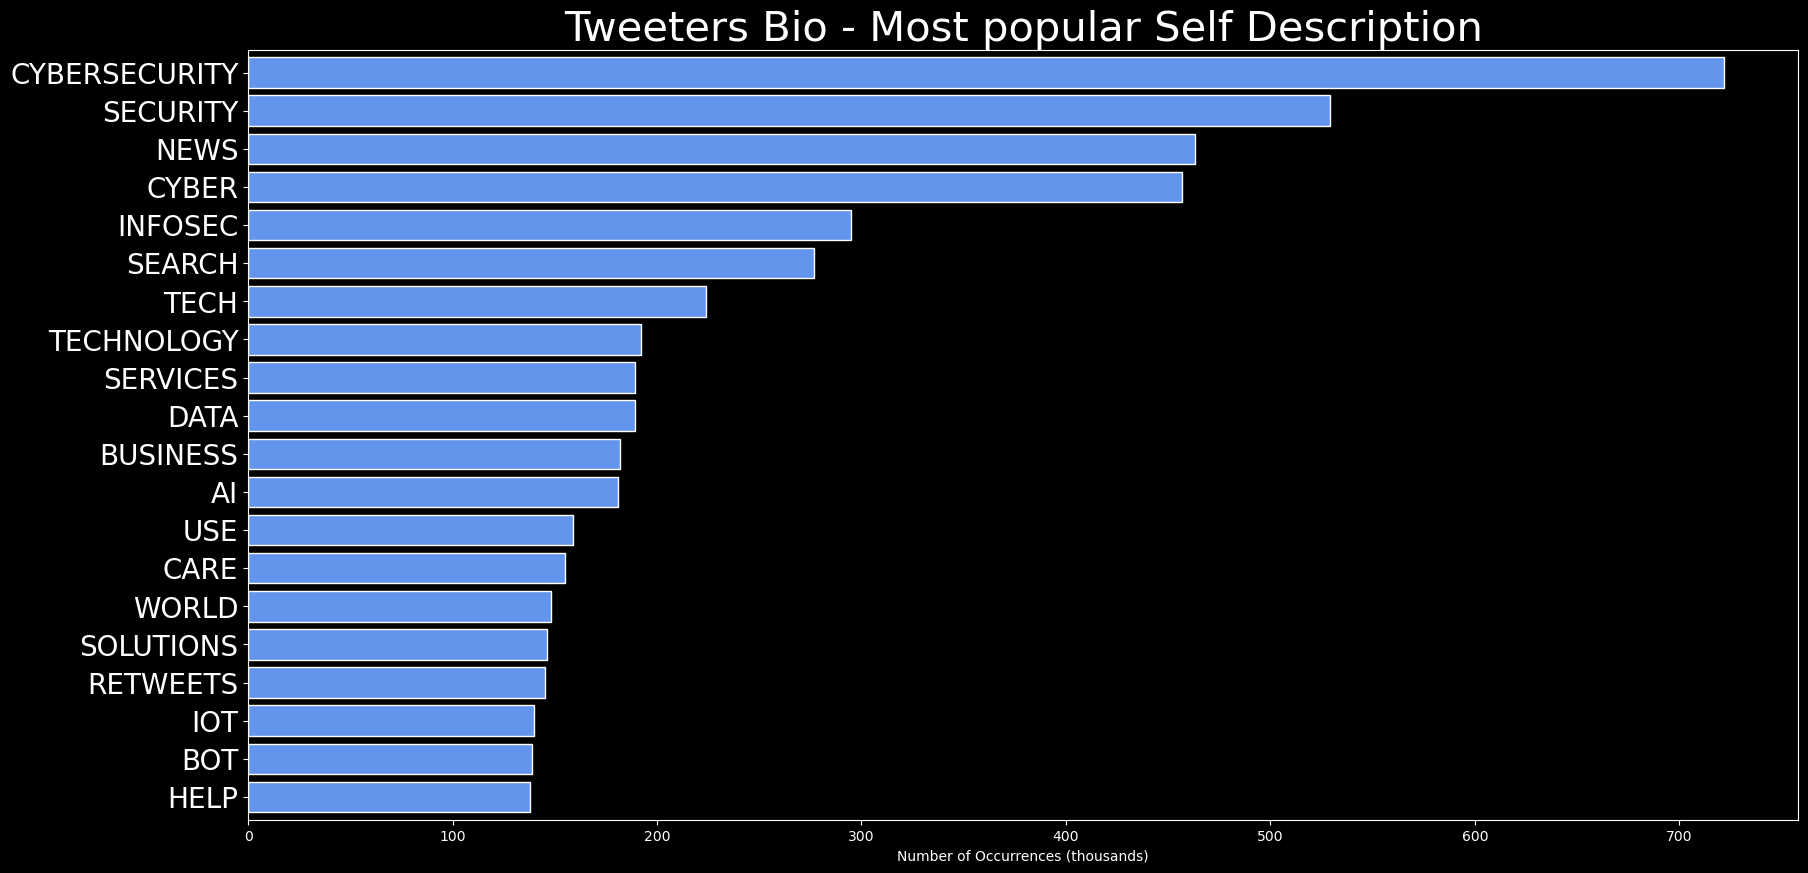 Tweeters Bio - Most popular Self Description
CYBERSECURITY
SECURITY
NEWS
CYBER
INFOSEC
SEARCH
TECH
TECHNOLOGY
SERVICES
DATA
BUSINESS
AI
USE
CARE
WORLD
SOLUTIONS
RETWEETS
IOT
BOT
HELP
0 100 200 300 400 500 600 700
Number of Occurrences (thousands)